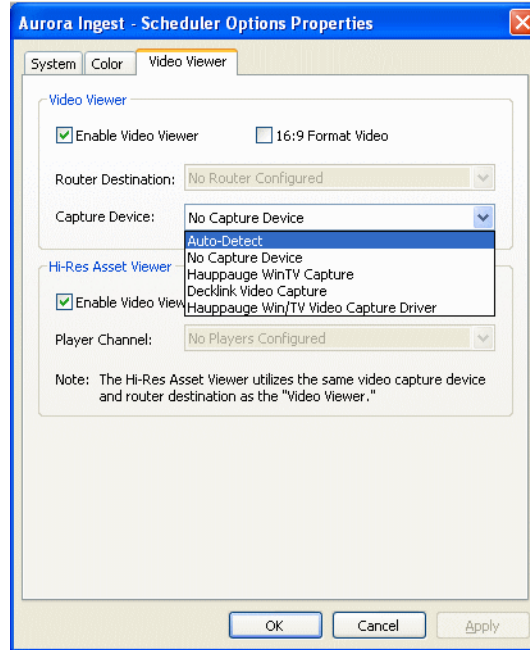 Aurora Ingest - Scheduler Options Properties
System Color Video Viewer
Video Viewer
Enable Video Viewer 16:9 Format Video
Router Destination: No Router Configured
Capture Device: No Capture Device
Auto-Detect
No Capture Device
Hauppauge WinTV Capture
Decklink Video Capture
Hauppauge Win/TV Video Capture Driver
Hi-Res Asset Viewer
Enable Video View
Player Channel: No Players Configured
Note: The Hi-Res Asset Viewer utilizes the same video capture device
and router destination as the "Video Viewer."
OK Cancel Apply